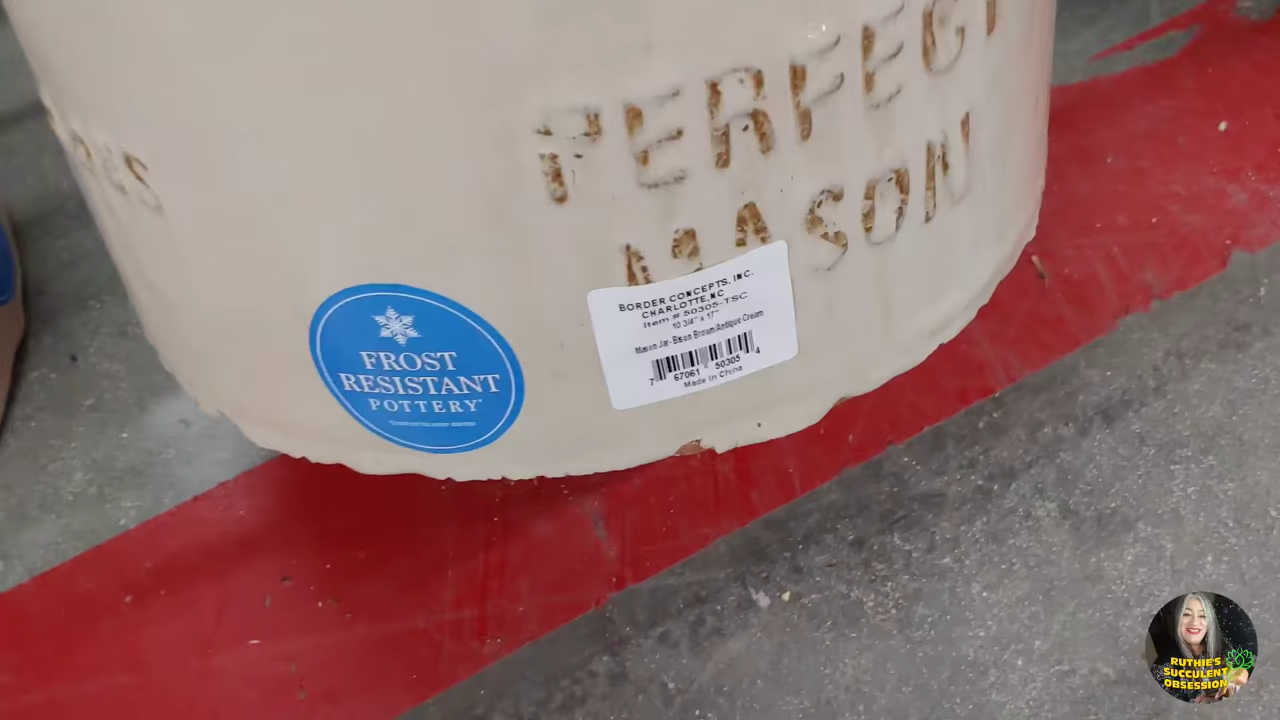 PERFECT
MASON
BORDER CONCEPTS, INC.
CHARLOTTE, NC
Item # 50305-TSC
10 3/4" x 17"
Mason Jar- Bison Brown/Antique Cream
7 67061 50305 4
Made In China
FROST
RESISTANT
POTTERY*
RUTHIE'S
SUCCULENT
OBSESSION